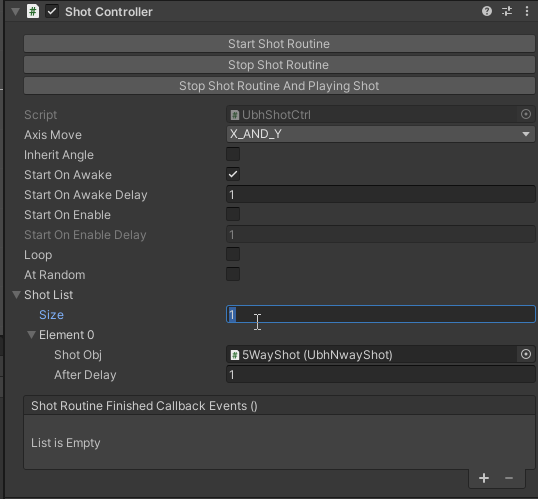 Shot Controller
Start Shot Routine
Stop Shot Routine
Stop Shot Routine And Playing Shot
Script UbhShotCtrl
Axis Move X_AND_Y
Inherit Angle
Start On Awake
Start On Awake Delay 1
Start On Enable
Start On Enable Delay 1
Loop
At Random
Shot List
Size 1
Element 0
Shot Obj 5WayShot (UbhNwayShot)
After Delay 1
Shot Routine Finished Callback Events ()
List is Empty